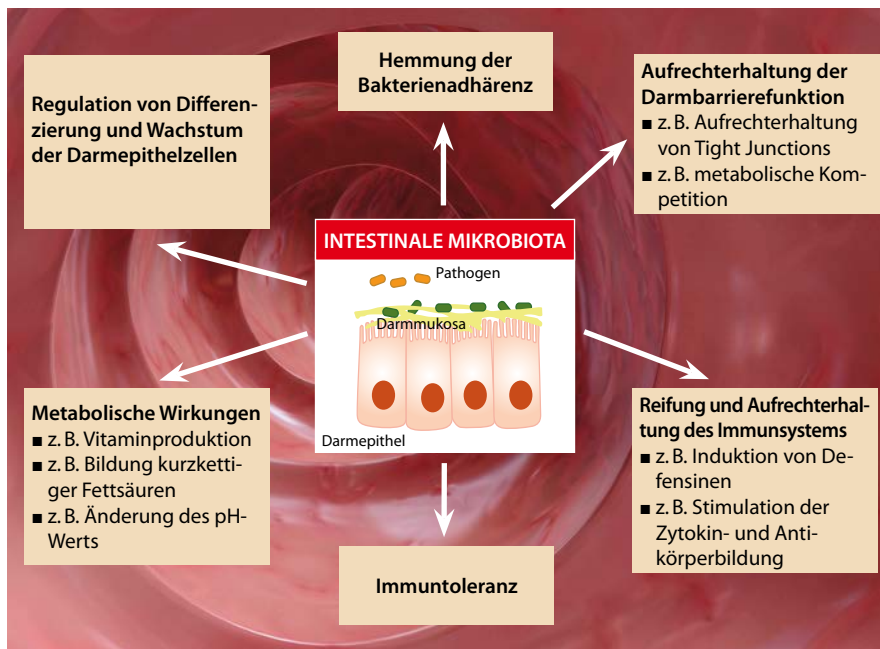 Regulation von Differen-
zierung und Wachstum
der Darmepithelzellen
Hemmung der
Bakterienadhärenz
Aufrechterhaltung der
Darmbarrierefunktion
■ z. B. Aufrechterhaltung
von Tight Junctions
■ z. B. metabolische Kom-
petition
INTESTINALE MIKROBIOTA
Pathogen
Darmmukosa
Darmepithel
Metabolische Wirkungen
■ z. B. Vitaminproduktion
■ z. B. Bildung kurzketti-
ger Fettsäuren
■ z. B. Änderung des pH-
Werts
Immuntoleranz
Reifung und Aufrechterhal-
tung des Immunsystems
■ z. B. Induktion von De-
fensinen
■ z. B. Stimulation der
Zytokin- und Anti-
körperbildung